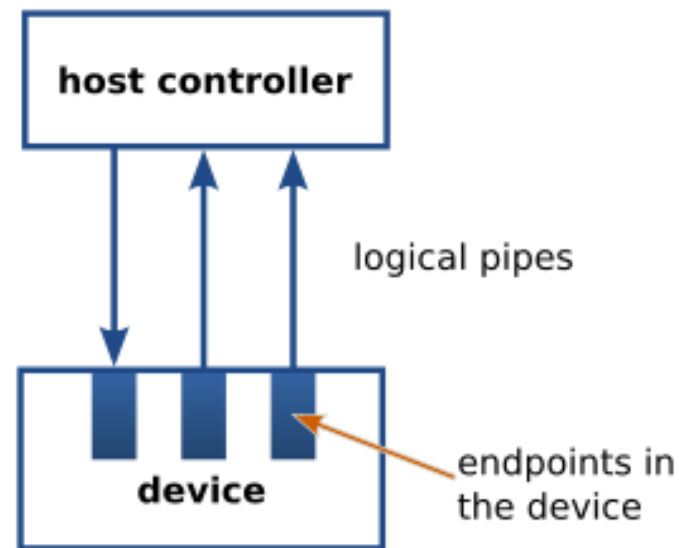 host controller
logical pipes
endpoints in
the device
device